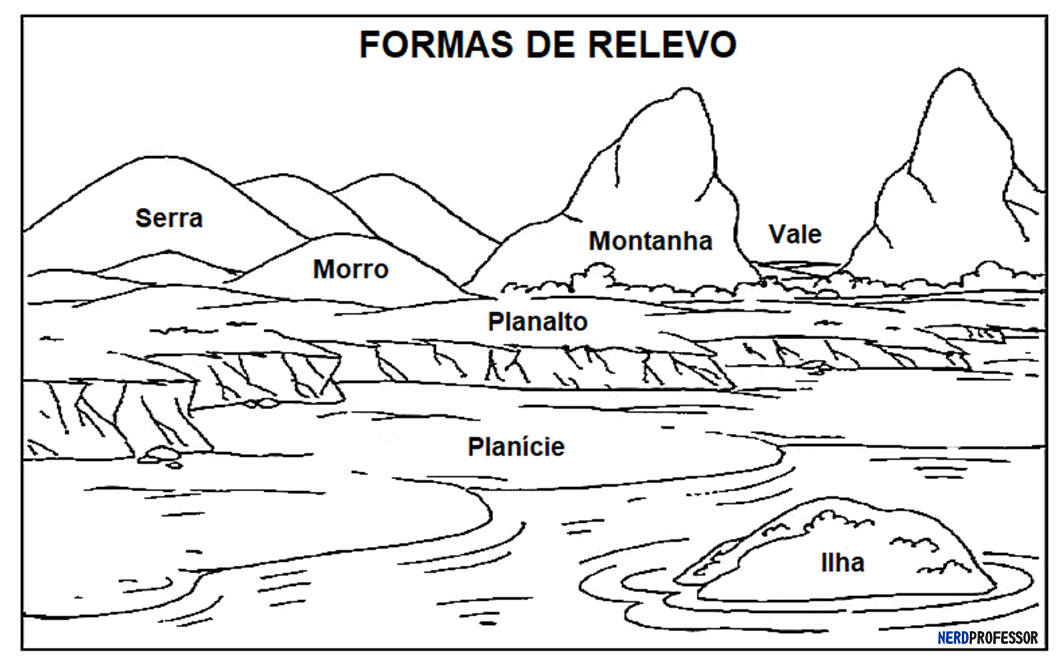 FORMAS DE RELEVO
Serra
Montanha
Vale
Morro
Planalto
Planície
Ilha
NERDPROFESSOR